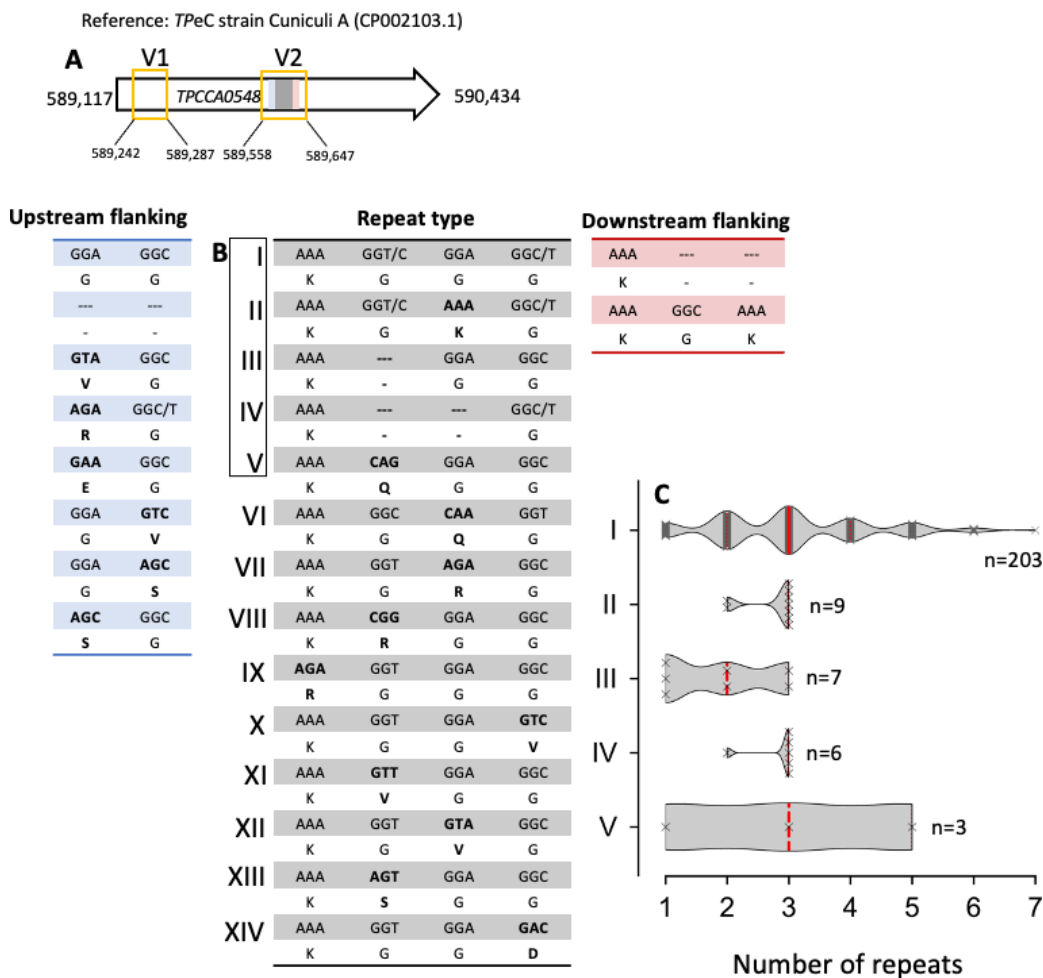 Reference: TPeC strain Cuniculi A (CP002103.1)
A
V1 V2
589,117 TPCCA0548 590,434
589,242 589,287 589,558 589,647
Upstream flanking
GGA GGC
G G
--- ---
- -
GTA GGC
V G
AGA GGC/T
R G
GAA GGC
E G
GGA GTC
G V
GGA AGC
G S
AGC GGC
S G
B
Repeat type
I AAA GGT/C GGA GGC/T
K G G G
II AAA GGT/C AAA GGC/T
K G K G
III AAA --- GGA GGC
K - G G
IV AAA --- --- GGC/T
K - - G
V AAA CAG GGA GGC
K Q G G
VI AAA GGC CAA GGT
K G Q G
VII AAA GGT AGA GGC
K G R G
VIII AAA CGG GGA GGC
K R G G
IX AGA GGT GGA GGC
R G G G
X AAA GGT GGA GTC
K G G V
XI AAA GTT GGA GGC
K V G G
XII AAA GGT GTA GGC
K G V G
XIII AAA AGT GGA GGC
K S G G
XIV AAA GGT GGA GAC
K G G D
Downstream flanking
AAA --- ---
K - -
AAA GGC AAA
K G K
C
I
n=203
II n=9
III n=7
IV n=6
V n=3
1 2 3 4 5 6 7
Number of repeats